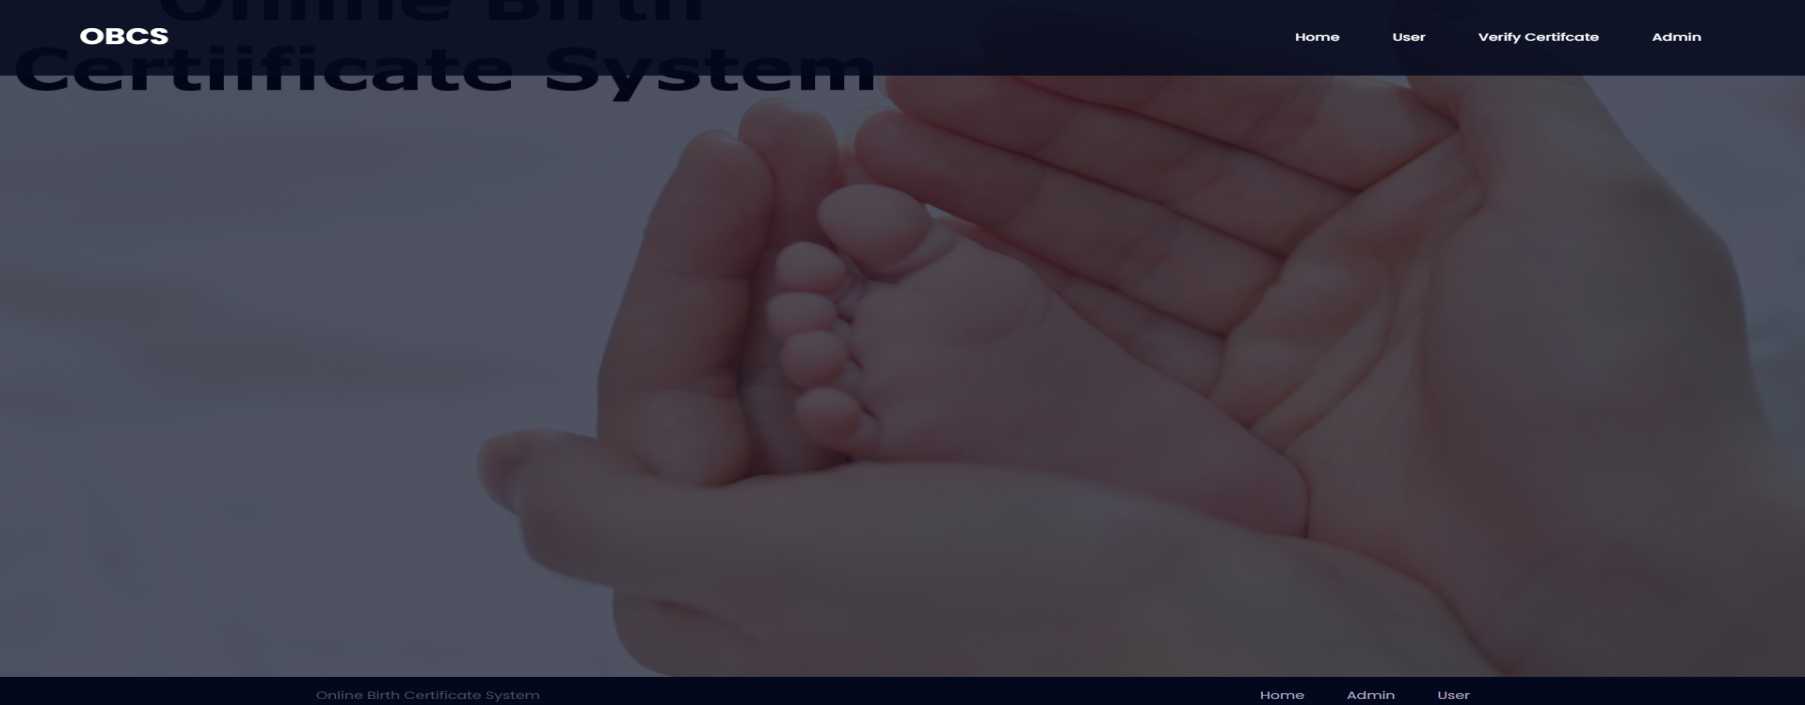 Online Birth
Certiificate System
OBCS
Home
User
Verify Certifcate
Admin
Online Birth Certificate System
Home
Admin
User